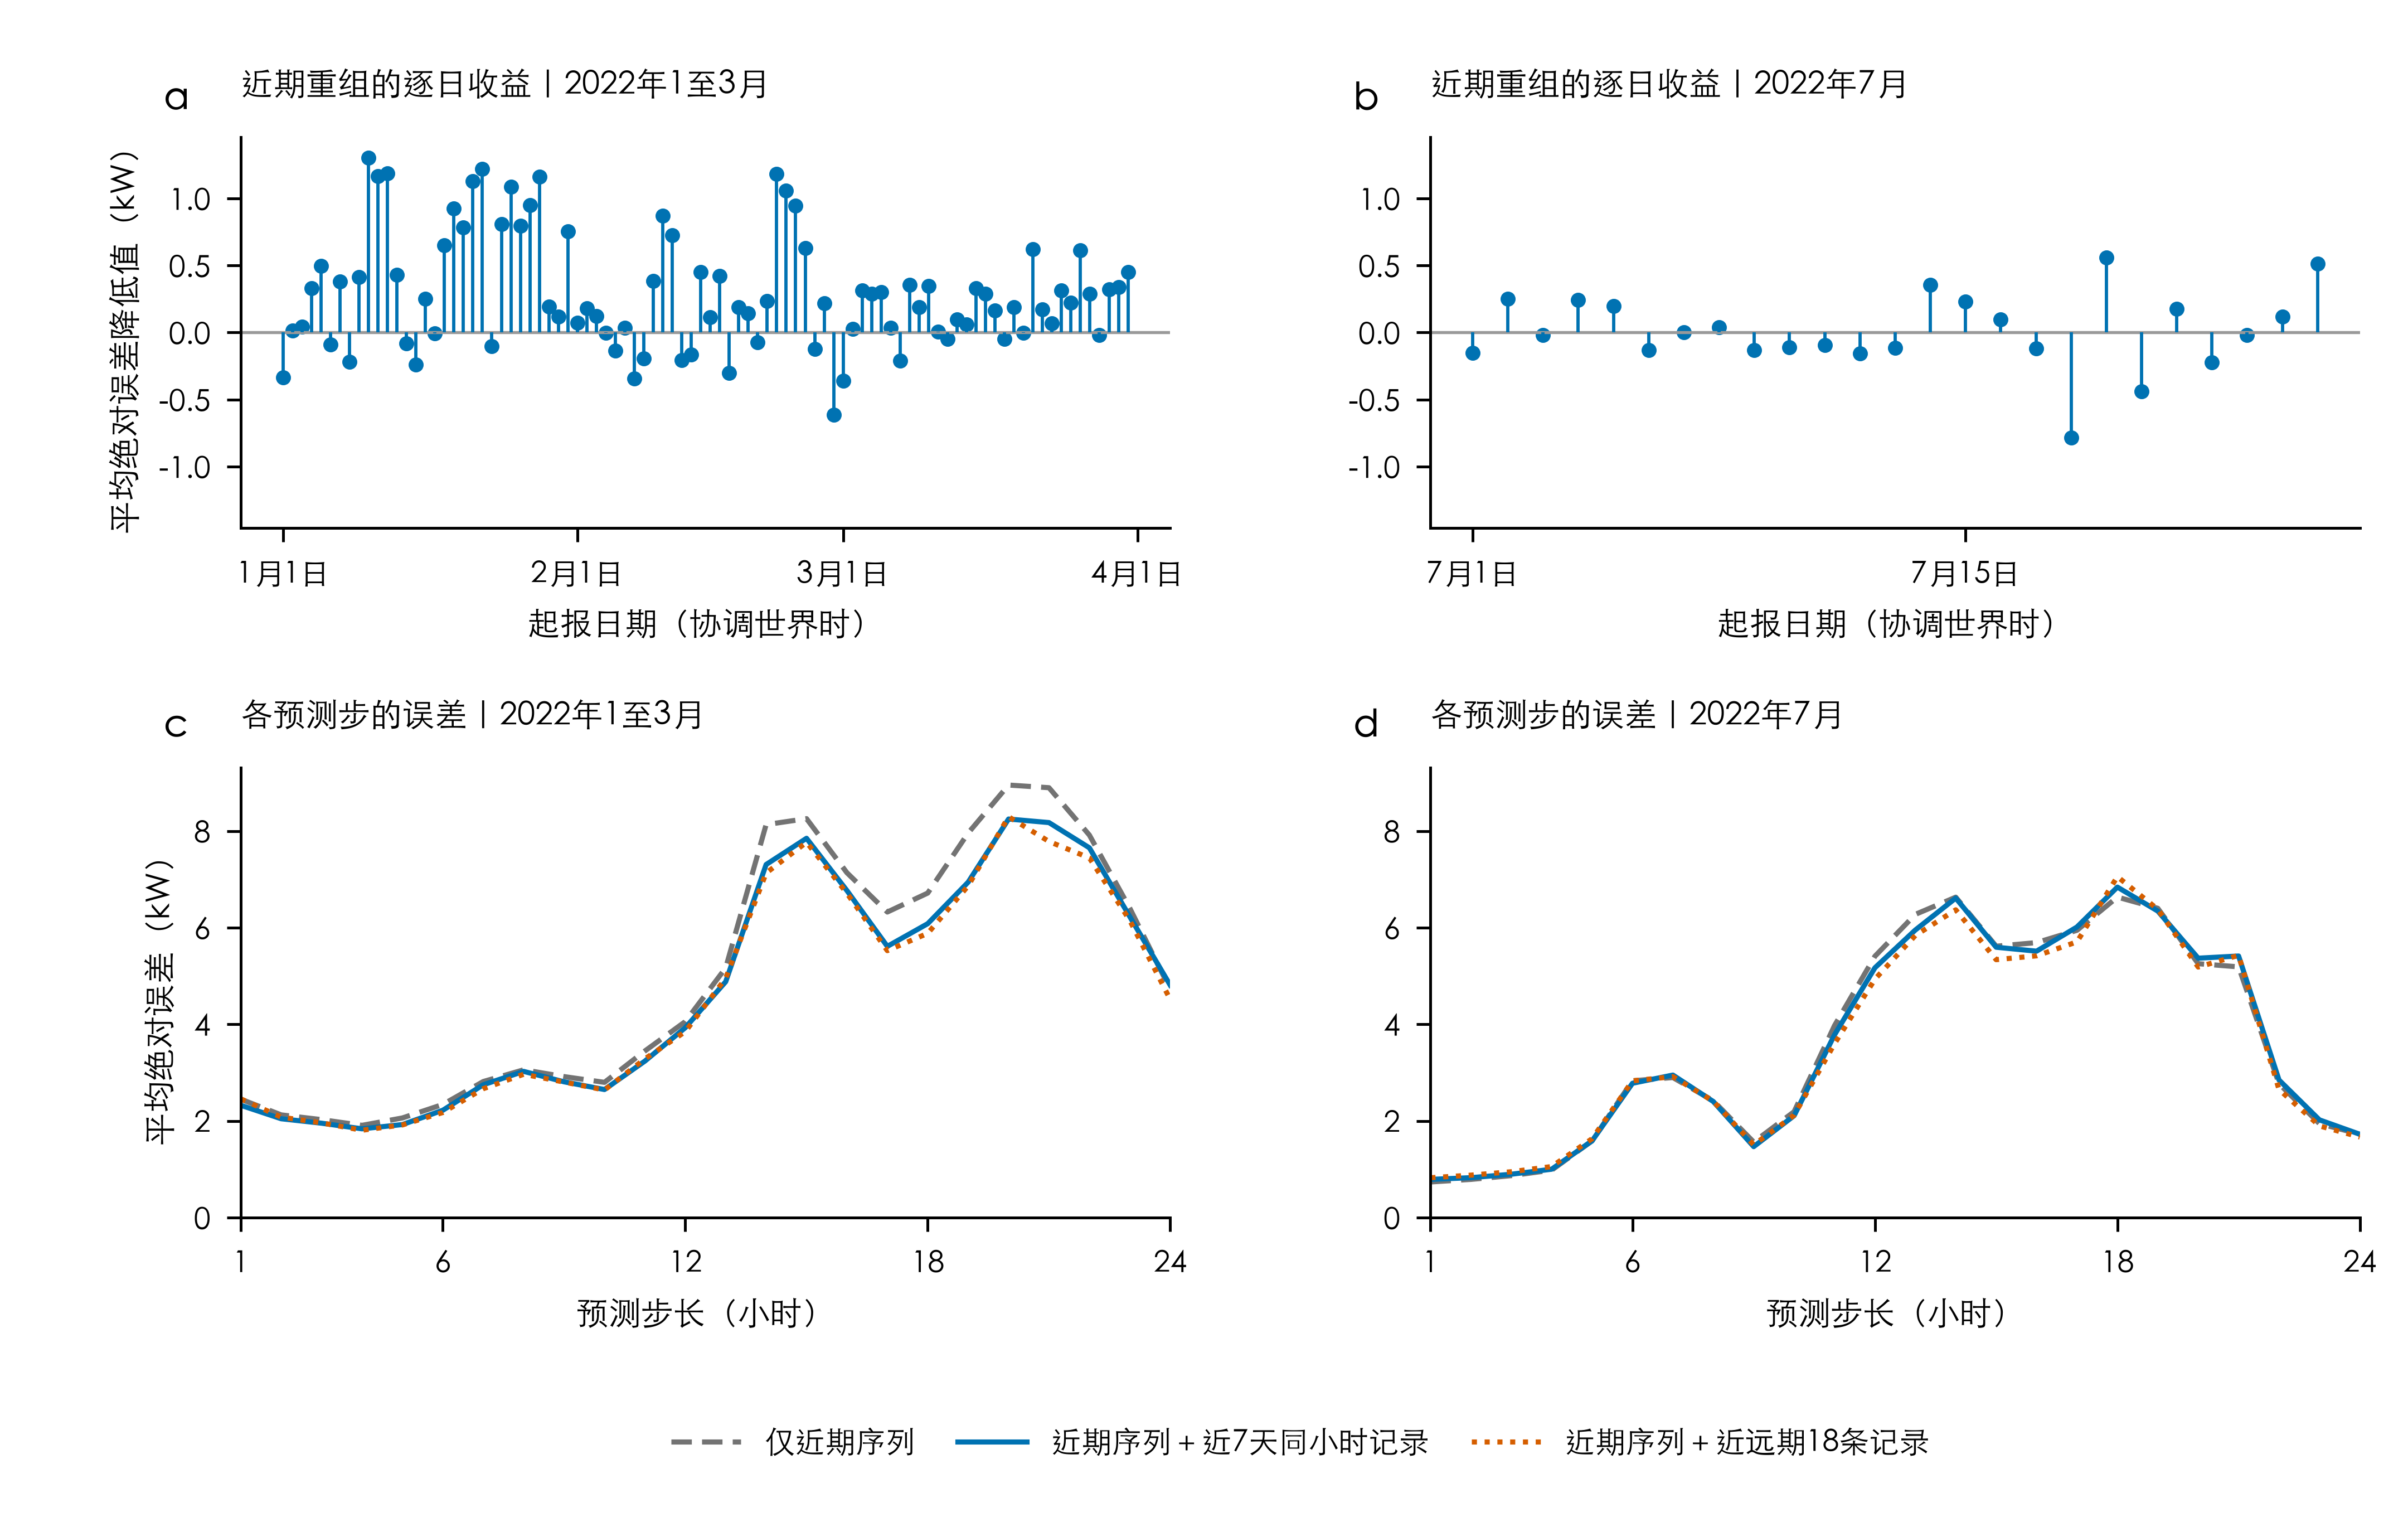 a 近期重组的逐日收益 | 2022年1至3月
平均绝对误差降低值（kW）
1.0
0.5
0.0
-0.5
-1.0
1月1日 2月1日 3月1日 4月1日
起报日期（协调世界时）
b 近期重组的逐日收益 | 2022年7月
1.0
0.5
0.0
-0.5
-1.0
7月1日 7月15日
起报日期（协调世界时）
c 各预测步的误差 | 2022年1至3月
平均绝对误差（kW）
8
6
4
2
0
1 6 12 18 24
预测步长（小时）
d 各预测步的误差 | 2022年7月
8
6
4
2
0
1 6 12 18 24
预测步长（小时）
仅近期序列 近期序列 + 近7天同小时记录 近期序列 + 近远期18条记录